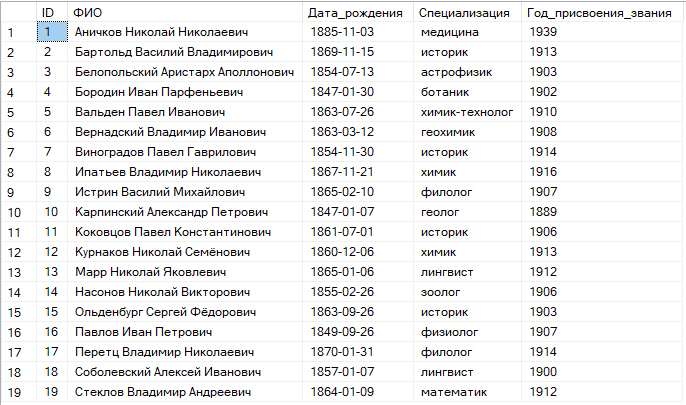 ID ФИО Дата_рождения Специализация Год_присвоения_звания
1 1 Аничков Николай Николаевич 1885-11-03 медицина 1939
2 2 Бартольд Василий Владимирович 1869-11-15 историк 1913
3 3 Белопольский Аристарх Аполлонович 1854-07-13 астрофизик 1903
4 4 Бородин Иван Парфеньевич 1847-01-30 ботаник 1902
5 5 Вальден Павел Иванович 1863-07-26 химик-технолог 1910
6 6 Вернадский Владимир Иванович 1863-03-12 геохимик 1908
7 7 Виноградов Павел Гаврилович 1854-11-30 историк 1914
8 8 Ипатьев Владимир Николаевич 1867-11-21 химик 1916
9 9 Истрин Василий Михайлович 1865-02-10 филолог 1907
10 10 Карпинский Александр Петрович 1847-01-07 геолог 1889
11 11 Коковцов Павел Константинович 1861-07-01 историк 1906
12 12 Курнаков Николай Семёнович 1860-12-06 химик 1913
13 13 Марр Николай Яковлевич 1865-01-06 лингвист 1912
14 14 Насонов Николай Викторович 1855-02-26 зоолог 1906
15 15 Ольденбург Сергей Фёдорович 1863-09-26 историк 1903
16 16 Павлов Иван Петрович 1849-09-26 физиолог 1907
17 17 Перетц Владимир Николаевич 1870-01-31 филолог 1914
18 18 Соболевский Алексей Иванович 1857-01-07 лингвист 1900
19 19 Стеклов Владимир Андреевич 1864-01-09 математик 1912